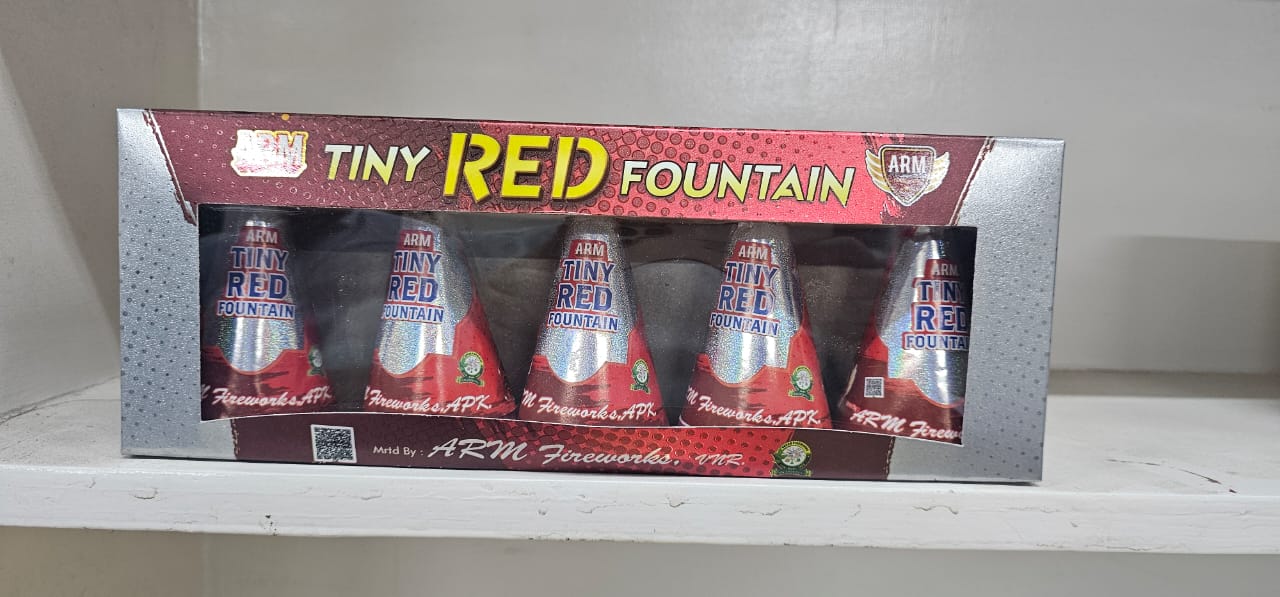 ARM
TINY RED FOUNTAIN
ARM
ARM
TINY
RED
FOUNTAIN
Fireworks,APK.
ARM
TINY
RED
FOUNTAIN
Fireworks,APK.
ARM
TINY
RED
FOUNTAIN
M Fireworks,APK.
ARM
TINY
RED
FOUNTAIN
M Fireworks,APK.
ARM
TINY
RED
FOUNTAI
ARM Firew
Mrtd By : ARM Fireworks, VNR.